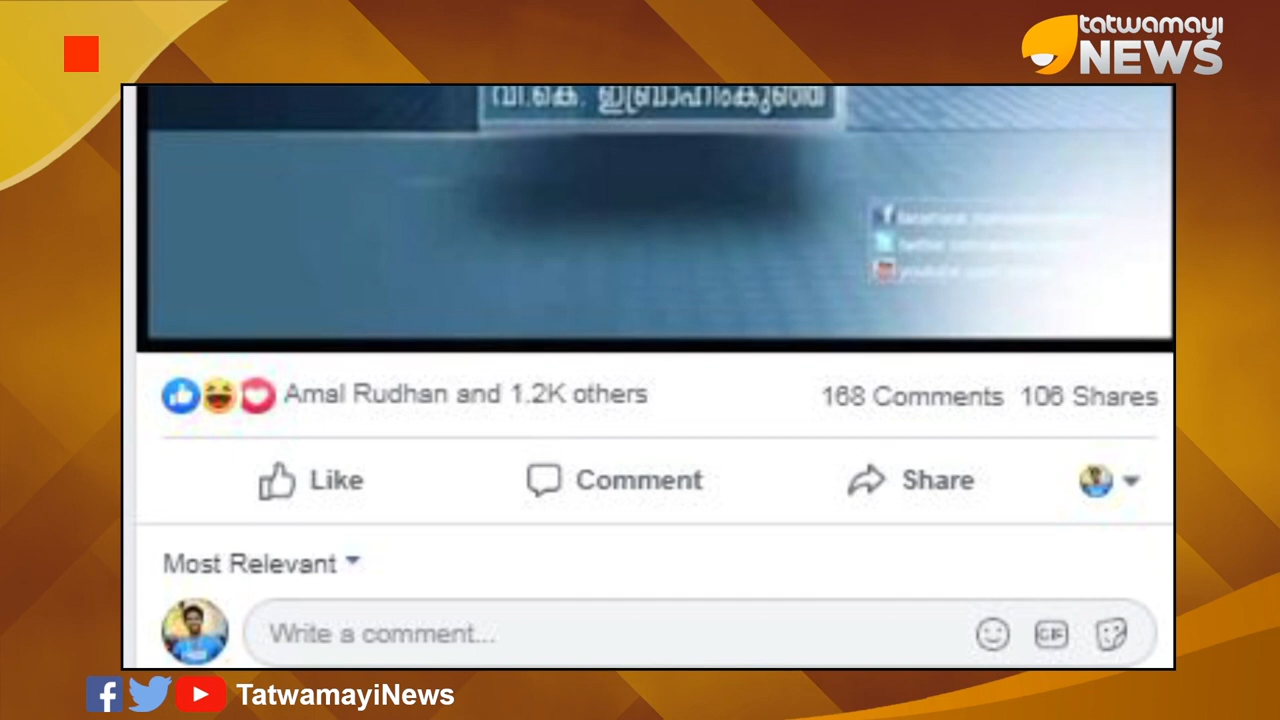 tatwamayi
NEWS
വി.കെ. ഇബ്രാഹിംകുഞ്ഞ്
Amal Rudhan and 1.2K others
168 Comments 106 Shares
Like
Comment
Share
Most Relevant
Write a comment...
GIF
TatwamayiNews